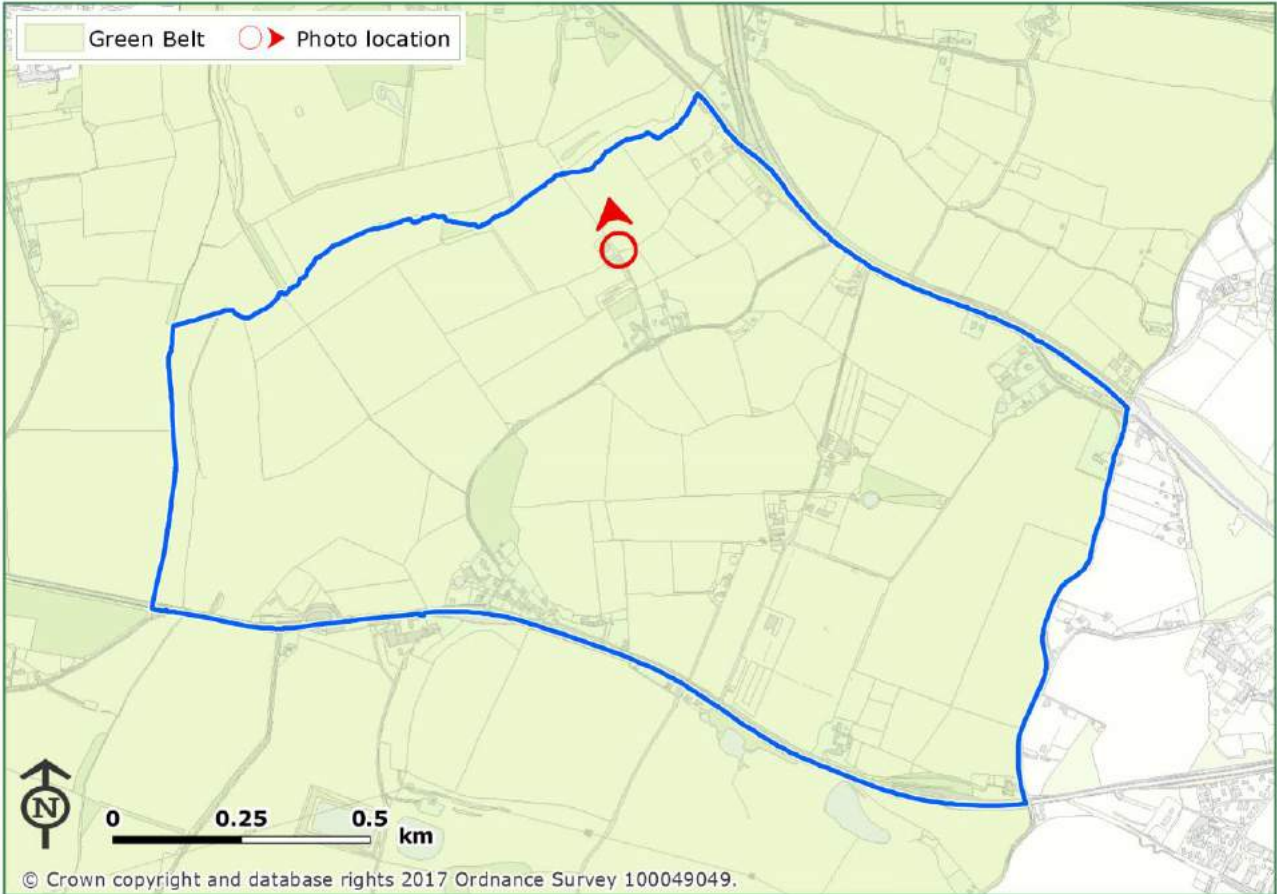 Green Belt Photo location
N
0 0.25 0.5 km
© Crown copyright and database rights 2017 Ordnance Survey 100049049.